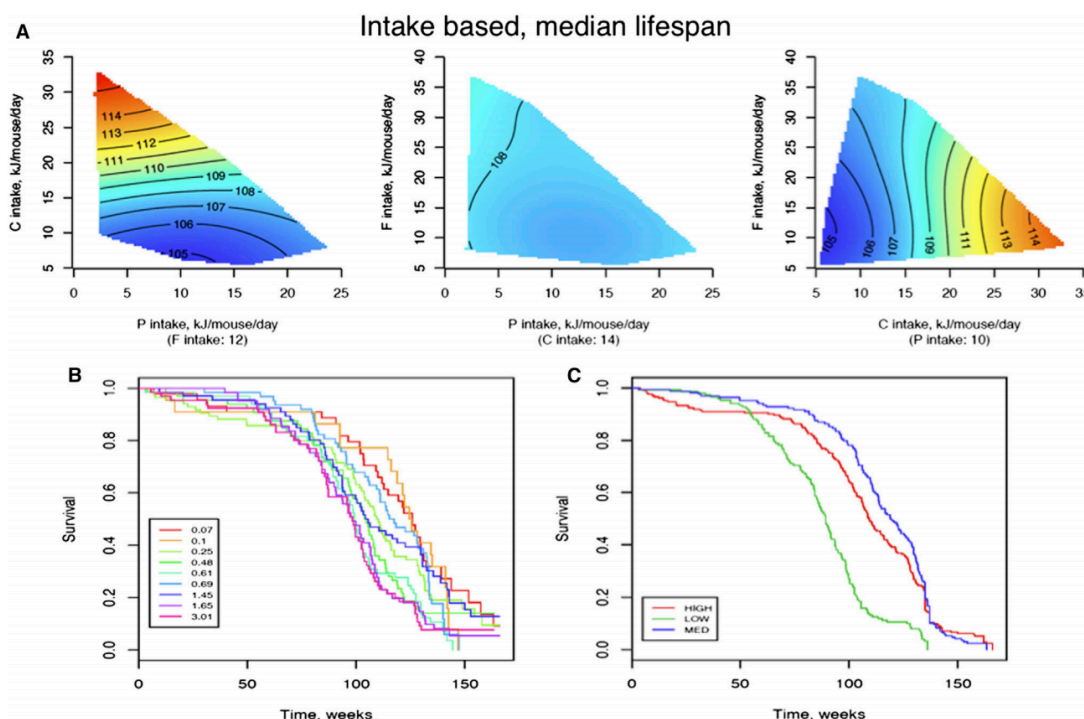 Intake based, median lifespan
A
C intake, kJ/mouse/day
35
30
25
20
15
10
5
114
113
112
111
110
109
108
107
106
105
0 5 10 15 20 25
P intake, kJ/mouse/day
(F intake: 12)
F intake, kJ/mouse/day
40
35
30
25
20
15
10
5
108
0 5 10 15 20 25
P intake, kJ/mouse/day
(C intake: 14)
F intake, kJ/mouse/day
40
35
30
25
20
15
10
5
105
106
107
109
111
113
114
5 10 15 20 25 30 3
C intake, kJ/mouse/day
(P intake: 10)
B
Survival
1.0
0.8
0.6
0.4
0.2
0.0
0.07
0.1
0.25
0.48
0.61
0.69
1.45
1.65
3.01
0 50 100 150
Time, weeks
C
Survival
1.0
0.8
0.6
0.4
0.2
0.0
HIGH
LOW
MED
0 50 100 150
Time, weeks